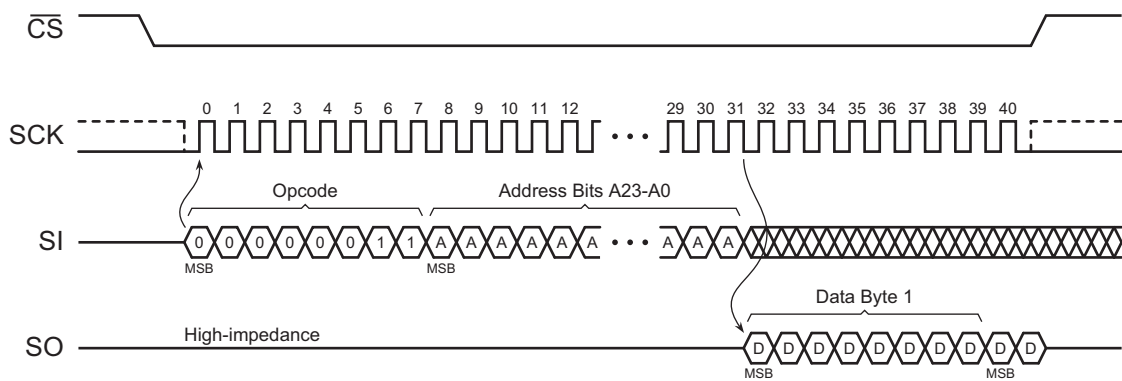 CS
0 1 2 3 4 5 6 7 8 9 10 11 12 29 30 31 32 33 34 35 36 37 38 39 40
SCK
Opcode Address Bits A23-A0
SI 0 0 0 0 0 0 1 1 A A A A A A A A A
MSB MSB
Data Byte 1
High-impedance
SO D D D D D D D D D D
MSB MSB